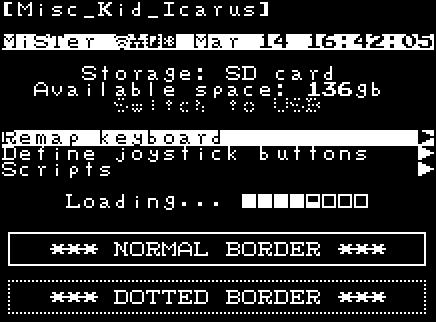 [Misc_Kid_Icarus]
MiSTer Mar 14 16:42:05
Storage: SD card
Available space: 136gb
Switch to USB
Remap keyboard
Define joystick buttons
Scripts
Loading...
*** NORMAL BORDER ***
*** DOTTED BORDER ***